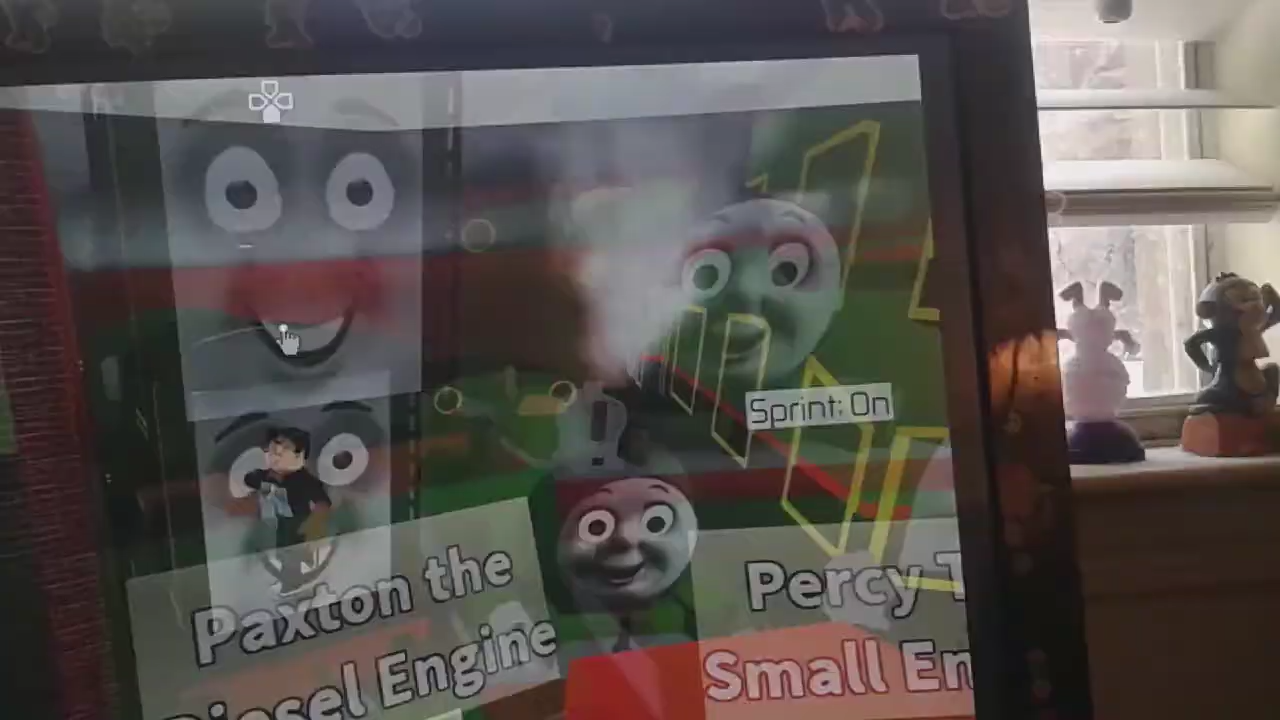 Sprint: On
Paxton the
Diesel Engine
Percy T
Small En